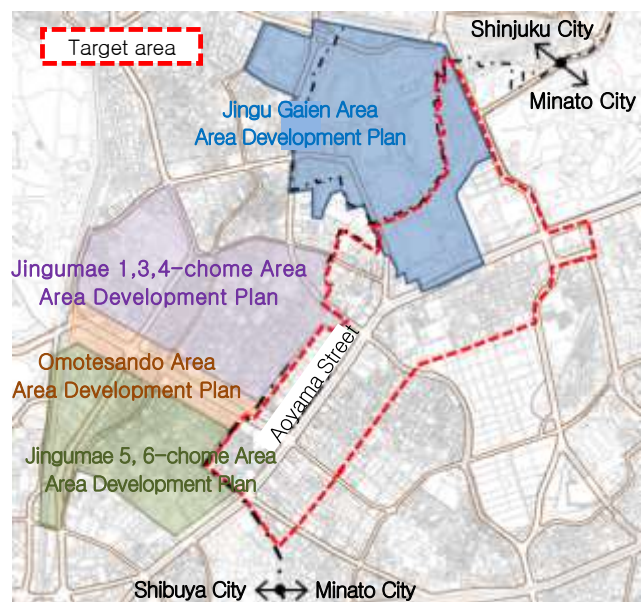 Target area
Shinjuku City
Minato City
Jingu Gaien Area
Area Development Plan
Jingumae 1,3,4-chome Area
Area Development Plan
Omotesando Area
Area Development Plan
Aoyama Street
Jingumae 5, 6-chome Area
Area Development Plan
Shibuya City
Minato City